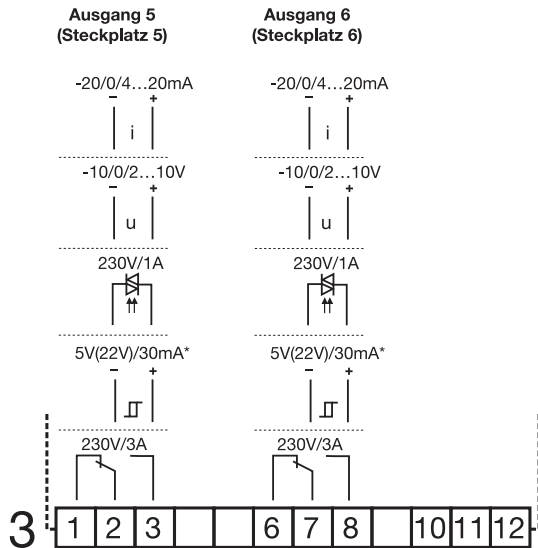 Ausgang 5 Ausgang 6
(Steckplatz 5) (Steckplatz 6)
-20/0/4...20mA -20/0/4...20mA
- + - +
i i
-10/0/2...10V -10/0/2...10V
- + - +
u u
230V/1A 230V/1A
5V(22V)/30mA* 5V(22V)/30mA*
- + - +
230V/3A 230V/3A
3 1 2 3 6 7 8 10 11 12